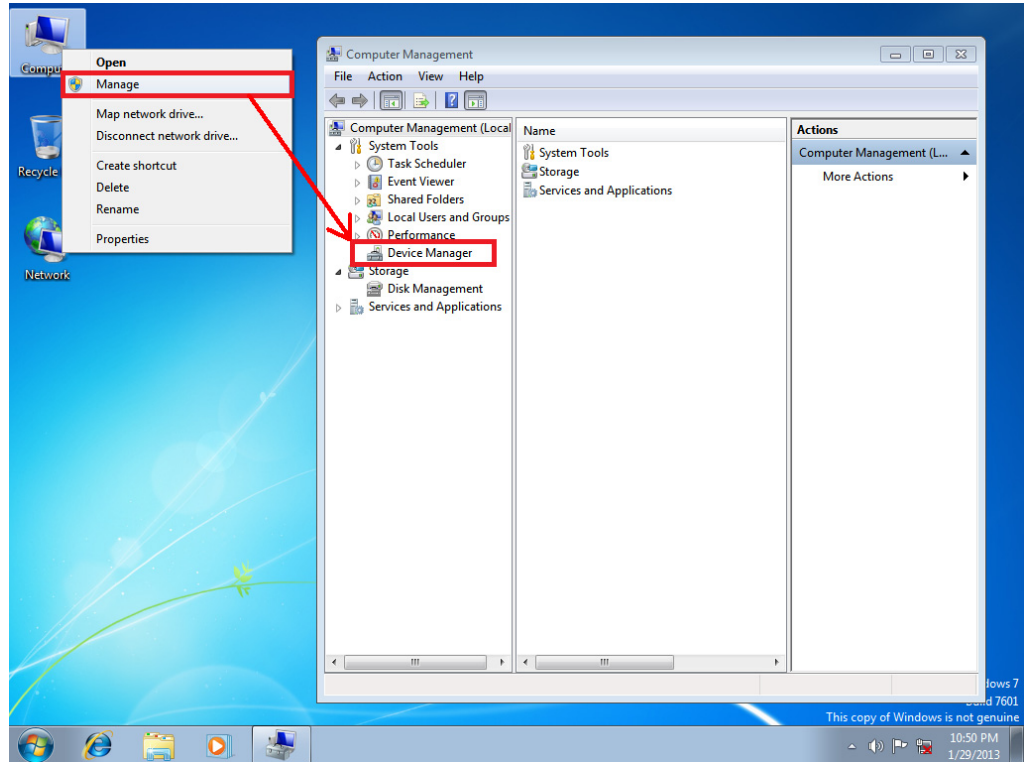 Compu
Recycle
Network
Open
Manage
Map network drive...
Disconnect network drive...
Create shortcut
Delete
Rename
Properties
Computer Management
File Action View Help
Computer Management (Local
System Tools
Task Scheduler
Event Viewer
Shared Folders
Local Users and Groups
Performance
Device Manager
Storage
Disk Management
Services and Applications
Name
System Tools
Storage
Services and Applications
Actions
Computer Management (L...
More Actions
dows 7
7601
This copy of Windows is not genuine
10:50 PM
1/29/2013